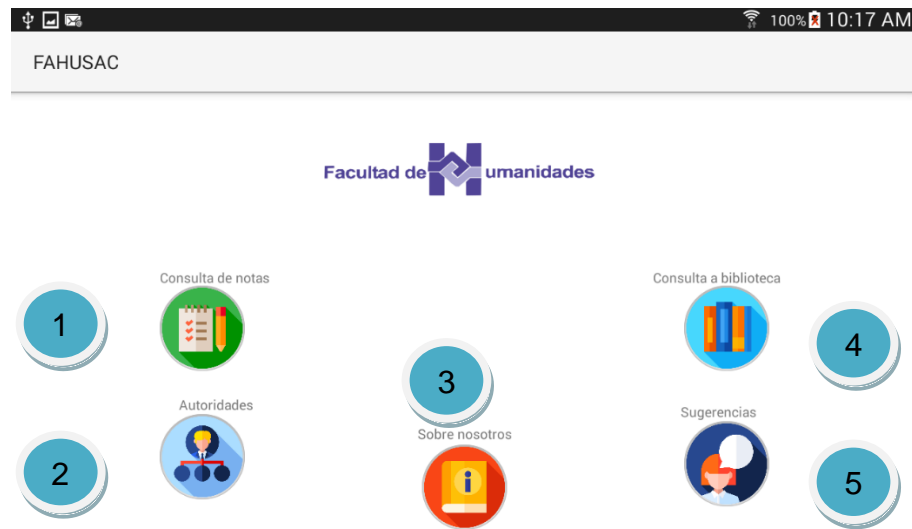 100% 10:17 AM
FAHUSAC
Facultad de Humanidades
Consulta de notas
Consulta a biblioteca
1
4
3
Autoridades
Sugerencias
Sobre nosotros
2
5
i